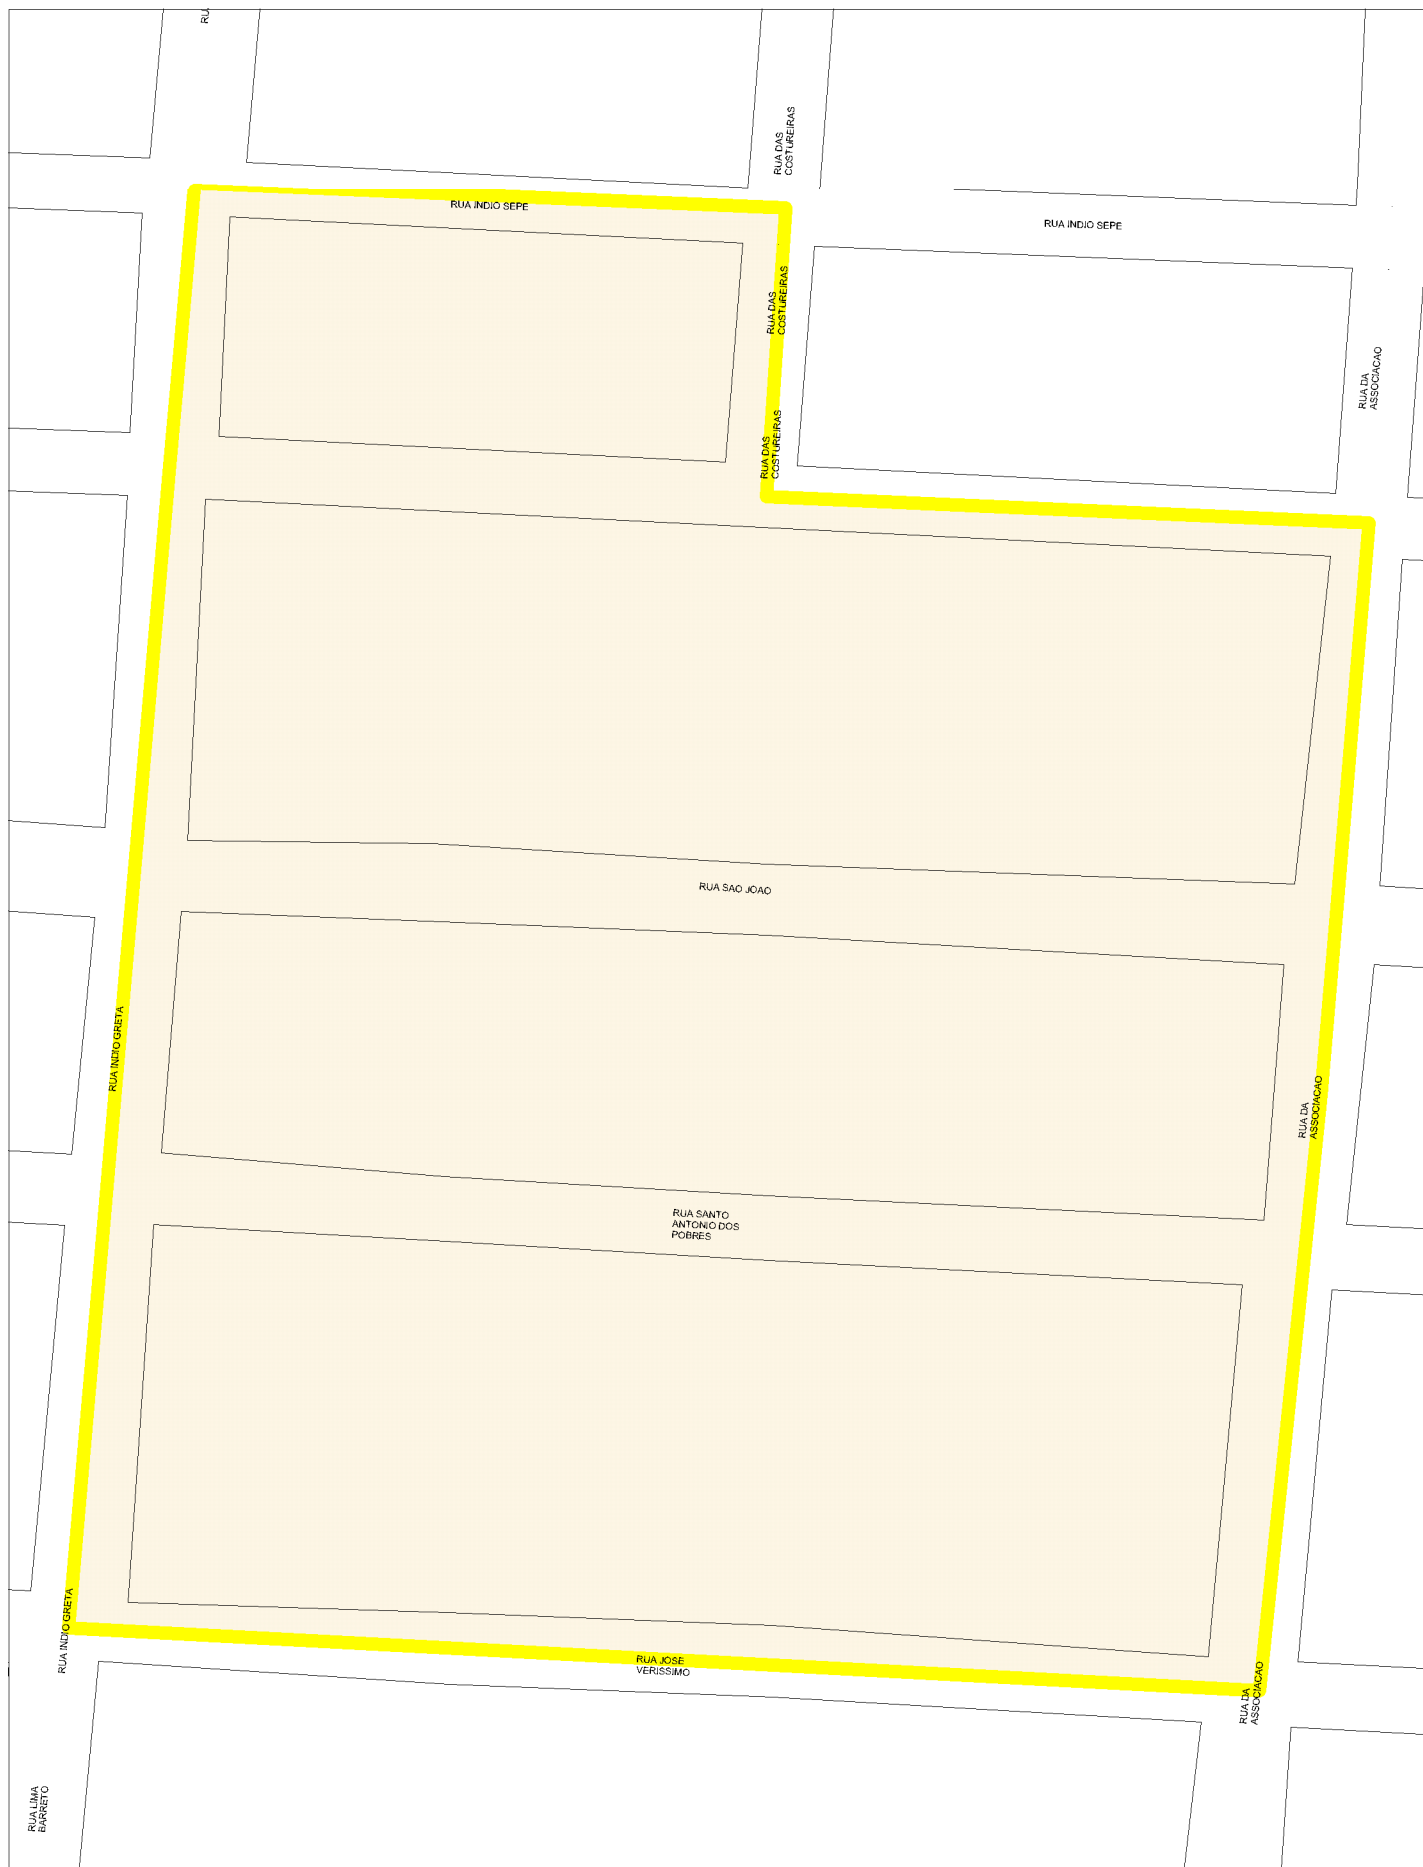 RUA DAS
COSTUREIRAS
RUA INDIO SEPE
RUA INDIO SEPE
RUA DAS
COSTUREIRAS
RUA DA
ASSOCIACAO
RUA DAS
COSTUREIRAS
RUA SAO JOAO
RUA INDIO GRETA
RUA DA
ASSOCIACAO
RUA SANTO
ANTONIO DOS
POBRES
RUA INDIO GRETA
RUA JOSE
VERISSIMO
RUA DA
ASSOCIACAO
RUA LIMA
BARRETO